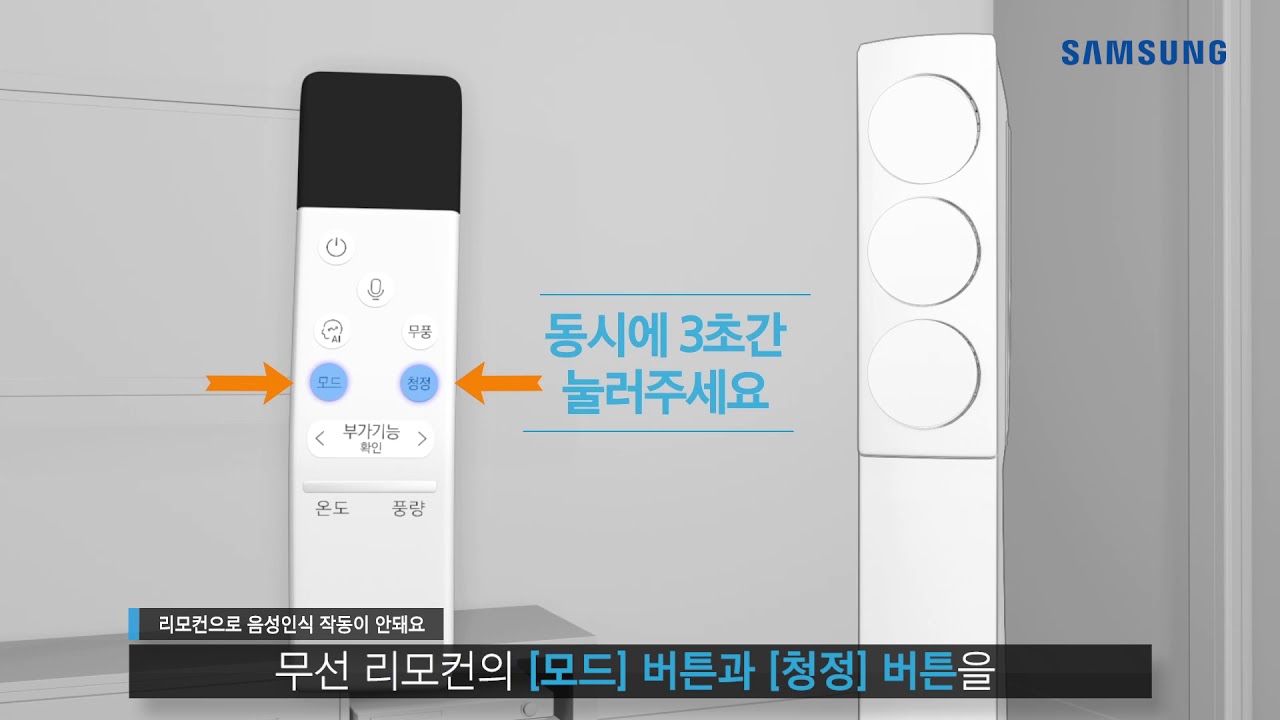 SAMSUNG
AI
무풍
모드
청정
부가기능
확인
온도
풍량
동시에 3초간
눌러주세요
리모컨으로 음성인식 작동이 안돼요
무선 리모컨의 [모드] 버튼과 [청정] 버튼을